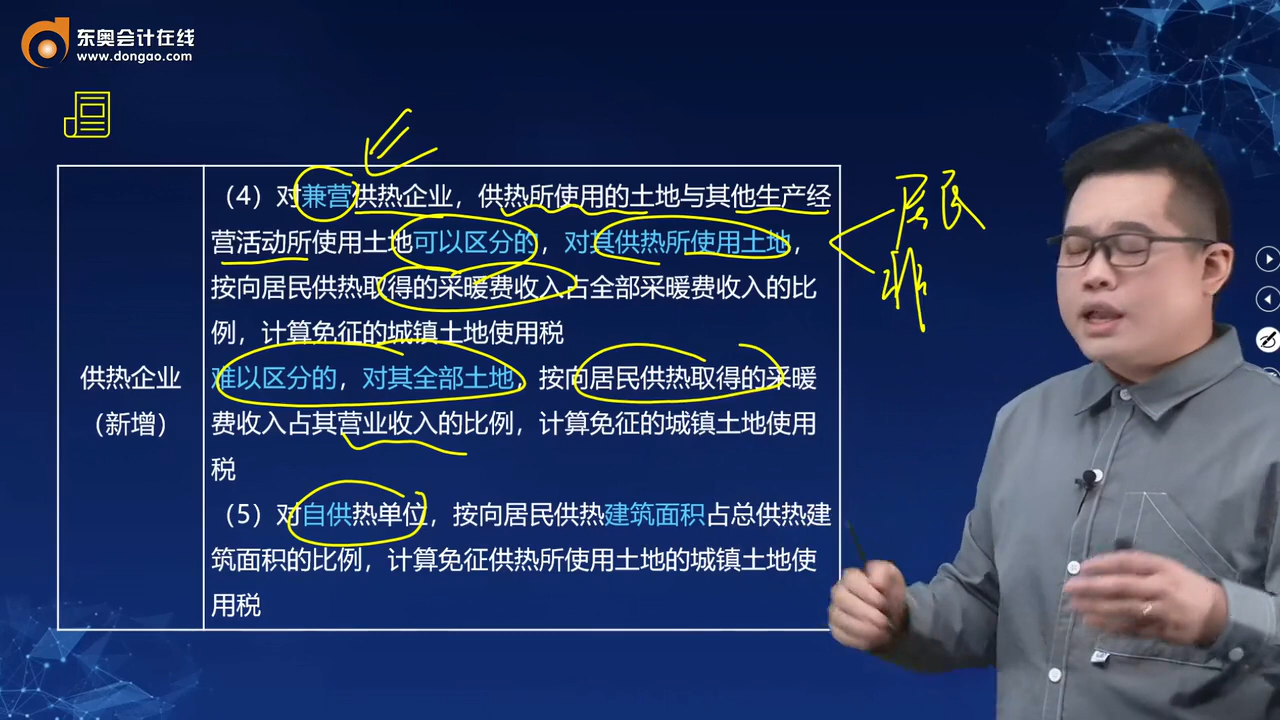 东奥会计在线
www.dongao.com
（4）对兼营供热企业，供热所使用的土地与其他生产经
营活动所使用土地可以区分的，对其供热所使用土地，
按向居民供热取得的采暖费收入占全部采暖费收入的比
例，计算免征的城镇土地使用税
难以区分的，对其全部土地，按向居民供热取得的采暖
费收入占其营业收入的比例，计算免征的城镇土地使用
税
供热企业
（新增）
（5）对自供热单位，按向居民供热建筑面积占总供热建
筑面积的比例，计算免征供热所使用土地的城镇土地使
用税
居民
非